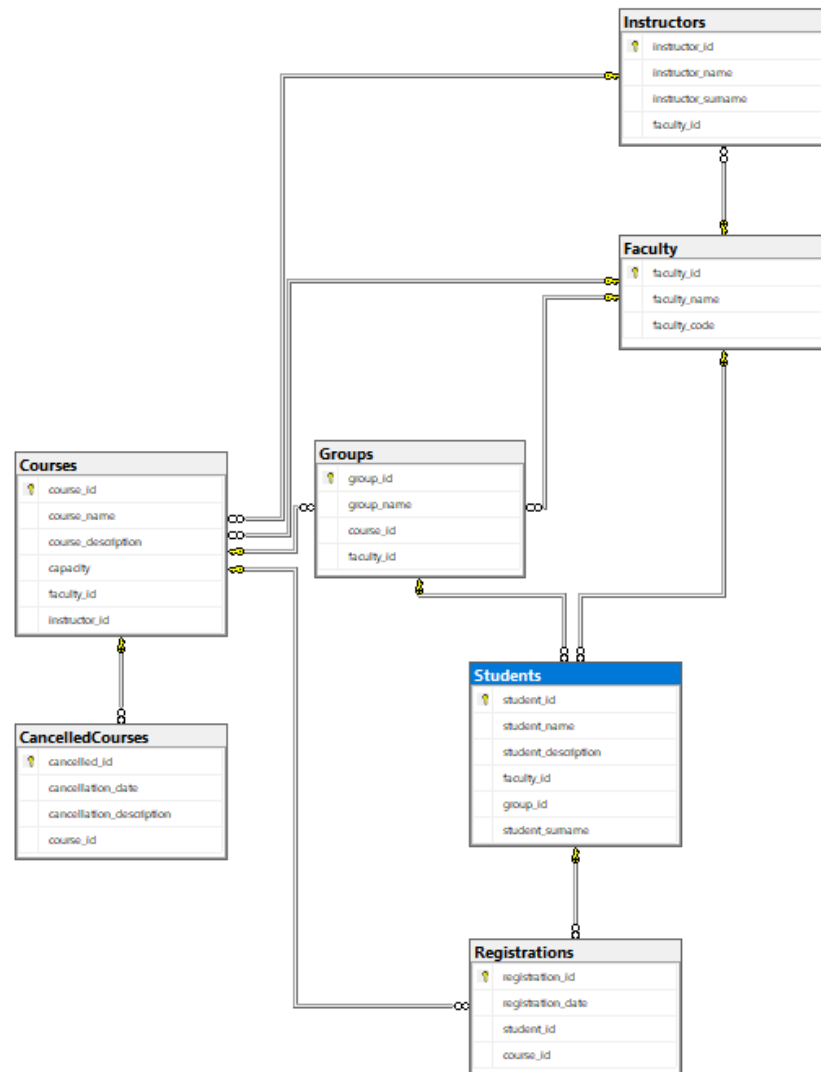 Instructors
instructor_id
instructor_name
instructor_surname
faculty_id
Faculty
faculty_id
faculty_name
faculty_code
Courses
course_id
course_name
course_description
capacity
faculty_id
instructor_id
Groups
group_id
group_name
course_id
faculty_id
CancelledCourses
cancelled_id
cancellation_date
cancellation_description
course_id
Students
student_id
student_name
student_description
faculty_id
group_id
student_surname
Registrations
registration_id
registration_date
student_id
course_id